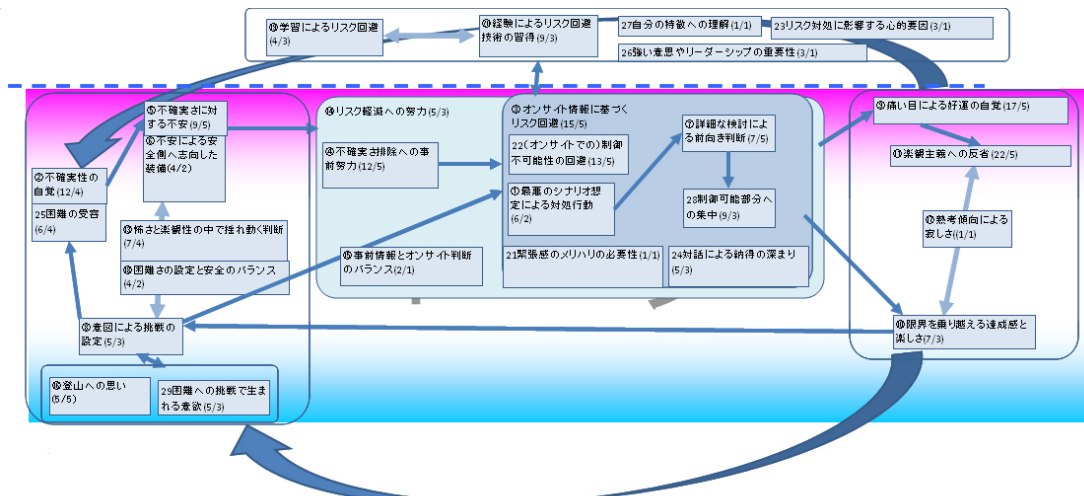 ⑲学習によるリスク回避
(4/3)
⑳経験によるリスク回避
技術の習得(9/3)
27自分の特徴への理解(1/1)
23リスク対処に影響する心的要因(3/1)
26強い意思やリーダーシップの重要性(3/1)
⑤不確実さに対
する不安
(9/5)
⑥不安による安
全側へ志向した
装備(4/2)
②不確実性の
自覚(12/4)
25困難の受容
(6/4)
怖さと楽観性の中で揺れ動く判断
(7/4)
困難さの設定と安全のバランス
(4/2)
意図による挑戦の
設定(5/3)
⑯登山への思い
(5/5)
29困難への挑戦で生ま
れる意欲(5/3)
⑭リスク軽減への努力(5/3)
④不確実さ排除への事
前努力(12/5)
⑮事前情報とオンサイト判断
のバランス(2/1)
オンサイト情報に基づく
リスク回避(15/5)
22(オンサイトでの)制御
不可能性の回避(13/5)
①最悪のシナリオ想
定による対処行動
(6/2)
⑦詳細な検討によ
る前向き判断(7/5)
28制御可能部分へ
の集中(9/3)
21緊張感のメリハリの必要性(1/1)
24対話による納得の深まり
(5/3)
痛い目による好運の自覚(17/5)
楽観主義への反省(22/5)
熟考傾向による
寂しさ((1/1)
限界を乗り越える達成感と
楽しさ(7/3)